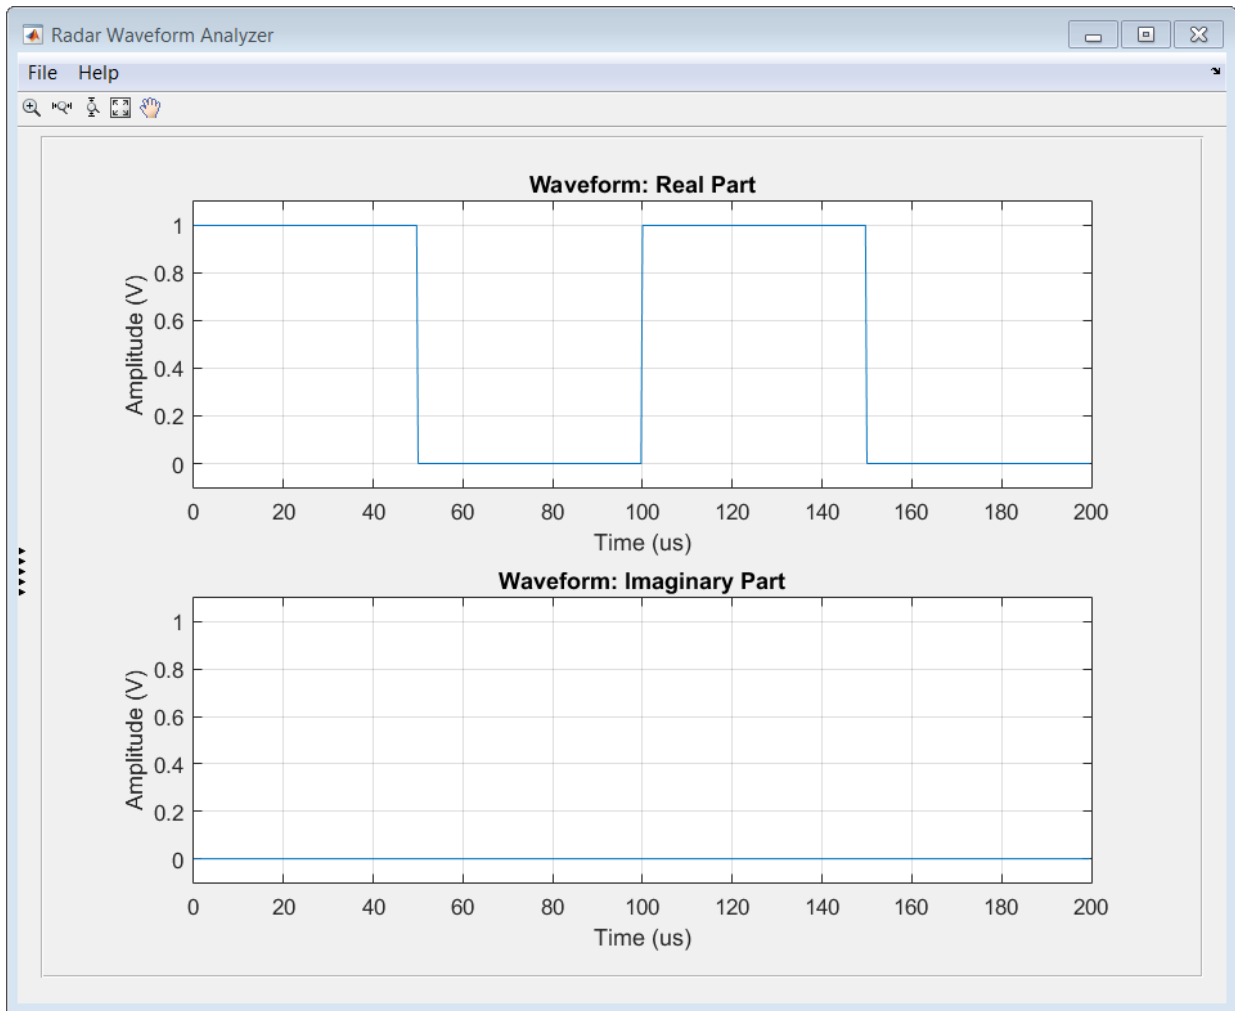 Radar Waveform Analyzer
File Help
Waveform: Real Part
Amplitude (V)
1
0.8
0.6
0.4
0.2
0
0 20 40 60 80 100 120 140 160 180 200
Time (us)
Waveform: Imaginary Part
Amplitude (V)
1
0.8
0.6
0.4
0.2
0
0 20 40 60 80 100 120 140 160 180 200
Time (us)